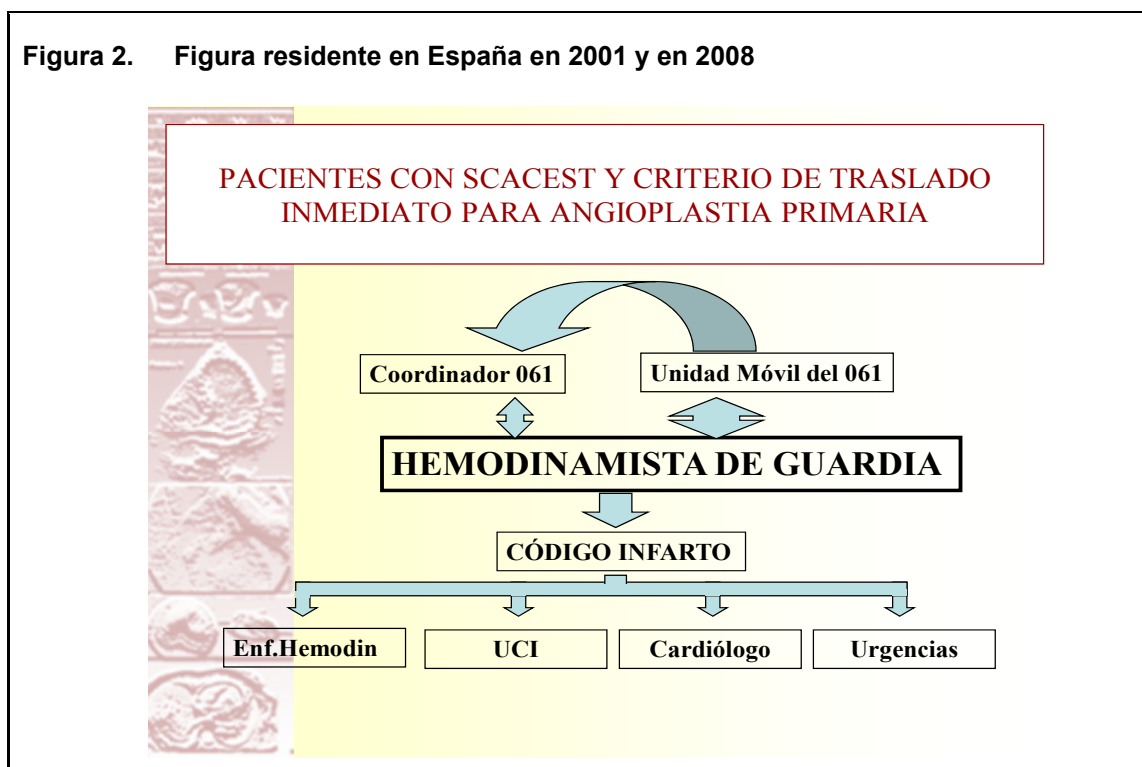 Figura 2. Figura residente en España en 2001 y en 2008
PACIENTES CON SCACEST Y CRITERIO DE TRASLADO
INMEDIATO PARA ANGIOPLASTIA PRIMARIA
Coordinador 061
Unidad Móvil del 061
HEMODINAMISTA DE GUARDIA
CÓDIGO INFARTO
Enf.Hemodin
UCI
Cardiólogo
Urgencias